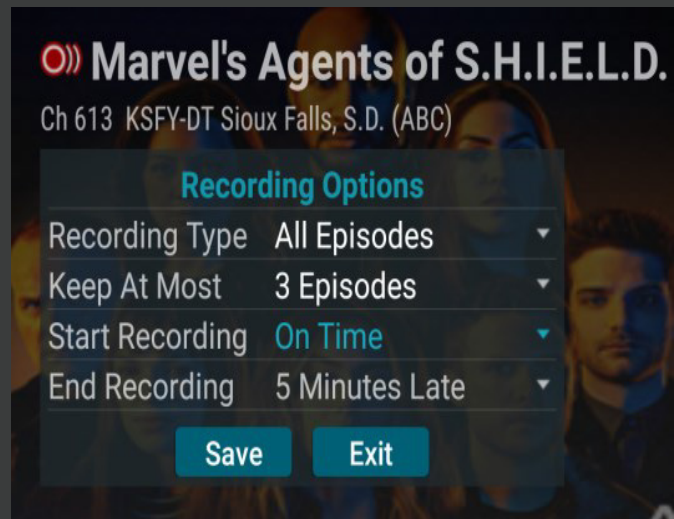 Marvel's Agents of S.H.I.E.L.D.
Ch 613 KSFY-DT Sioux Falls, S.D. (ABC)
Recording Options
Recording Type All Episodes
Keep At Most 3 Episodes
Start Recording On Time
End Recording 5 Minutes Late
Save Exit